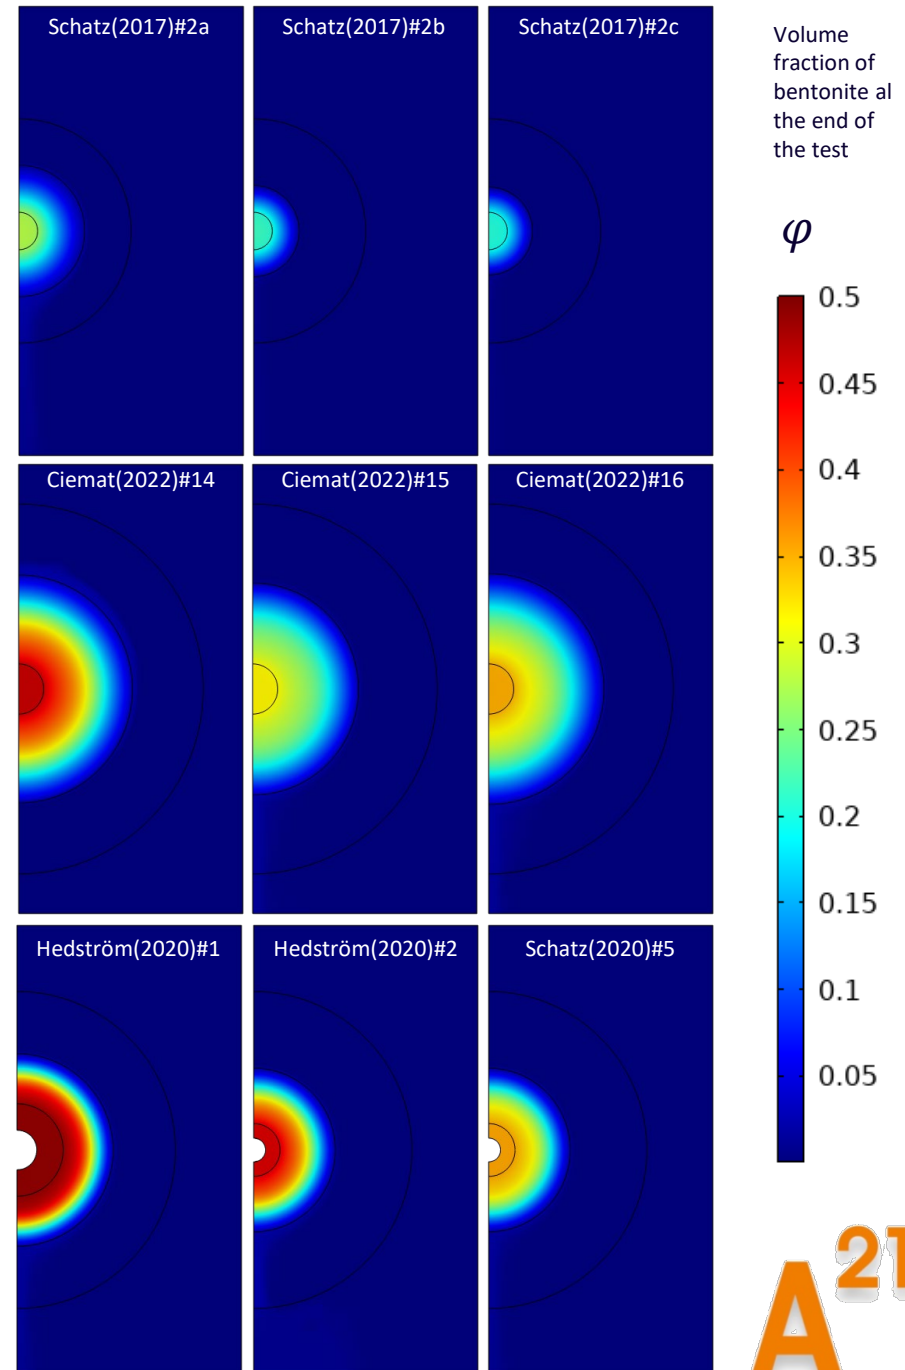 Schatz(2017)#2a
Schatz(2017)#2b
Schatz(2017)#2c
Volume
fraction of
bentonite al
the end of
the test
φ
0.5
0.45
0.4
0.35
0.3
0.25
0.2
0.15
0.1
0.05
Ciemat(2022)#14
Ciemat(2022)#15
Ciemat(2022)#16
Hedström(2020)#1
Hedström(2020)#2
Schatz(2020)#5
A21